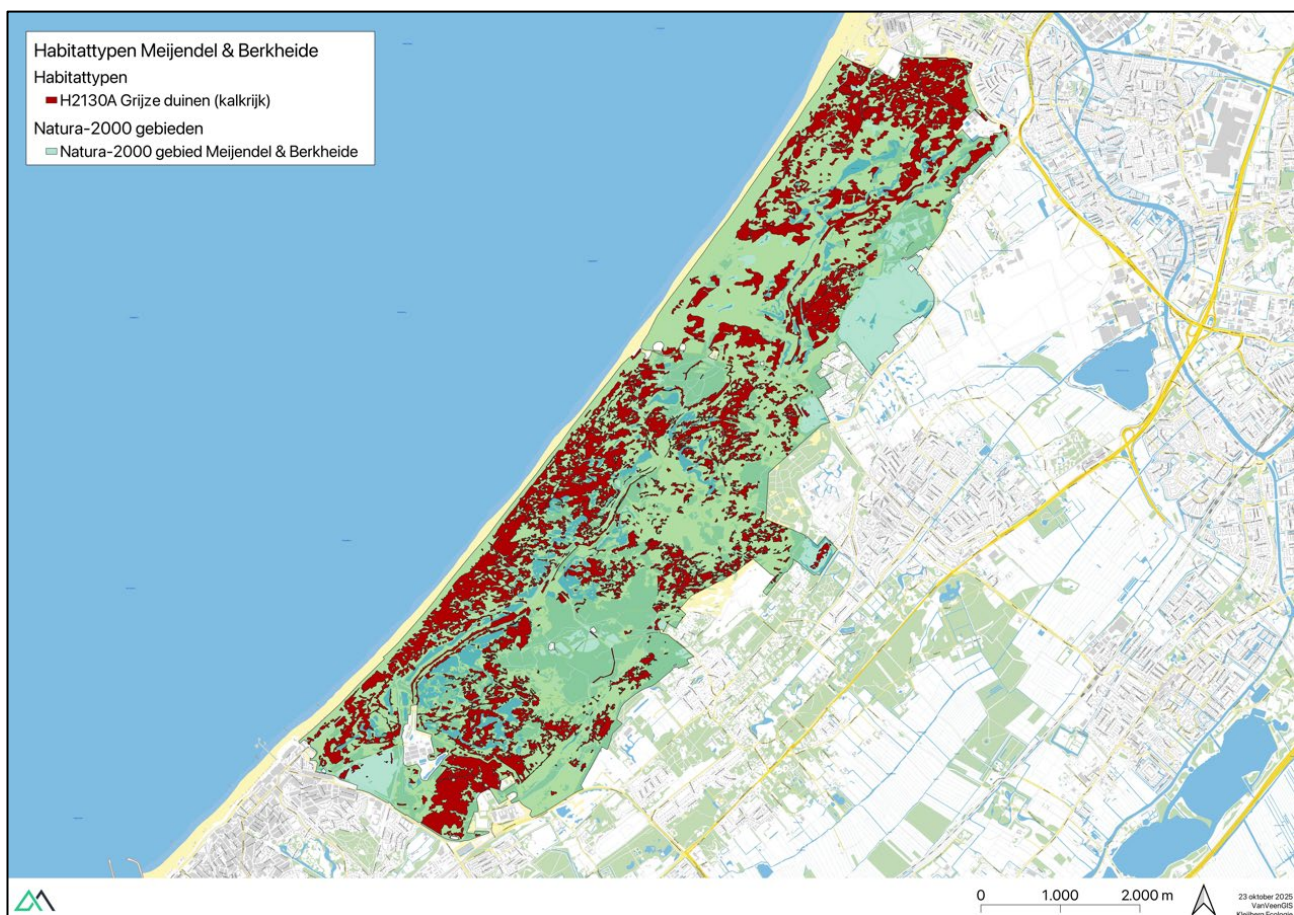 Habitattypen Meijendel & Berkheide
Habitattypen
H2130A Grijze duinen (kalkrijk)
Natura-2000 gebieden
Natura-2000 gebied Meijendel & Berkheide
0 1.000 2.000 m
23 oktober 2025
VanVeenGIS